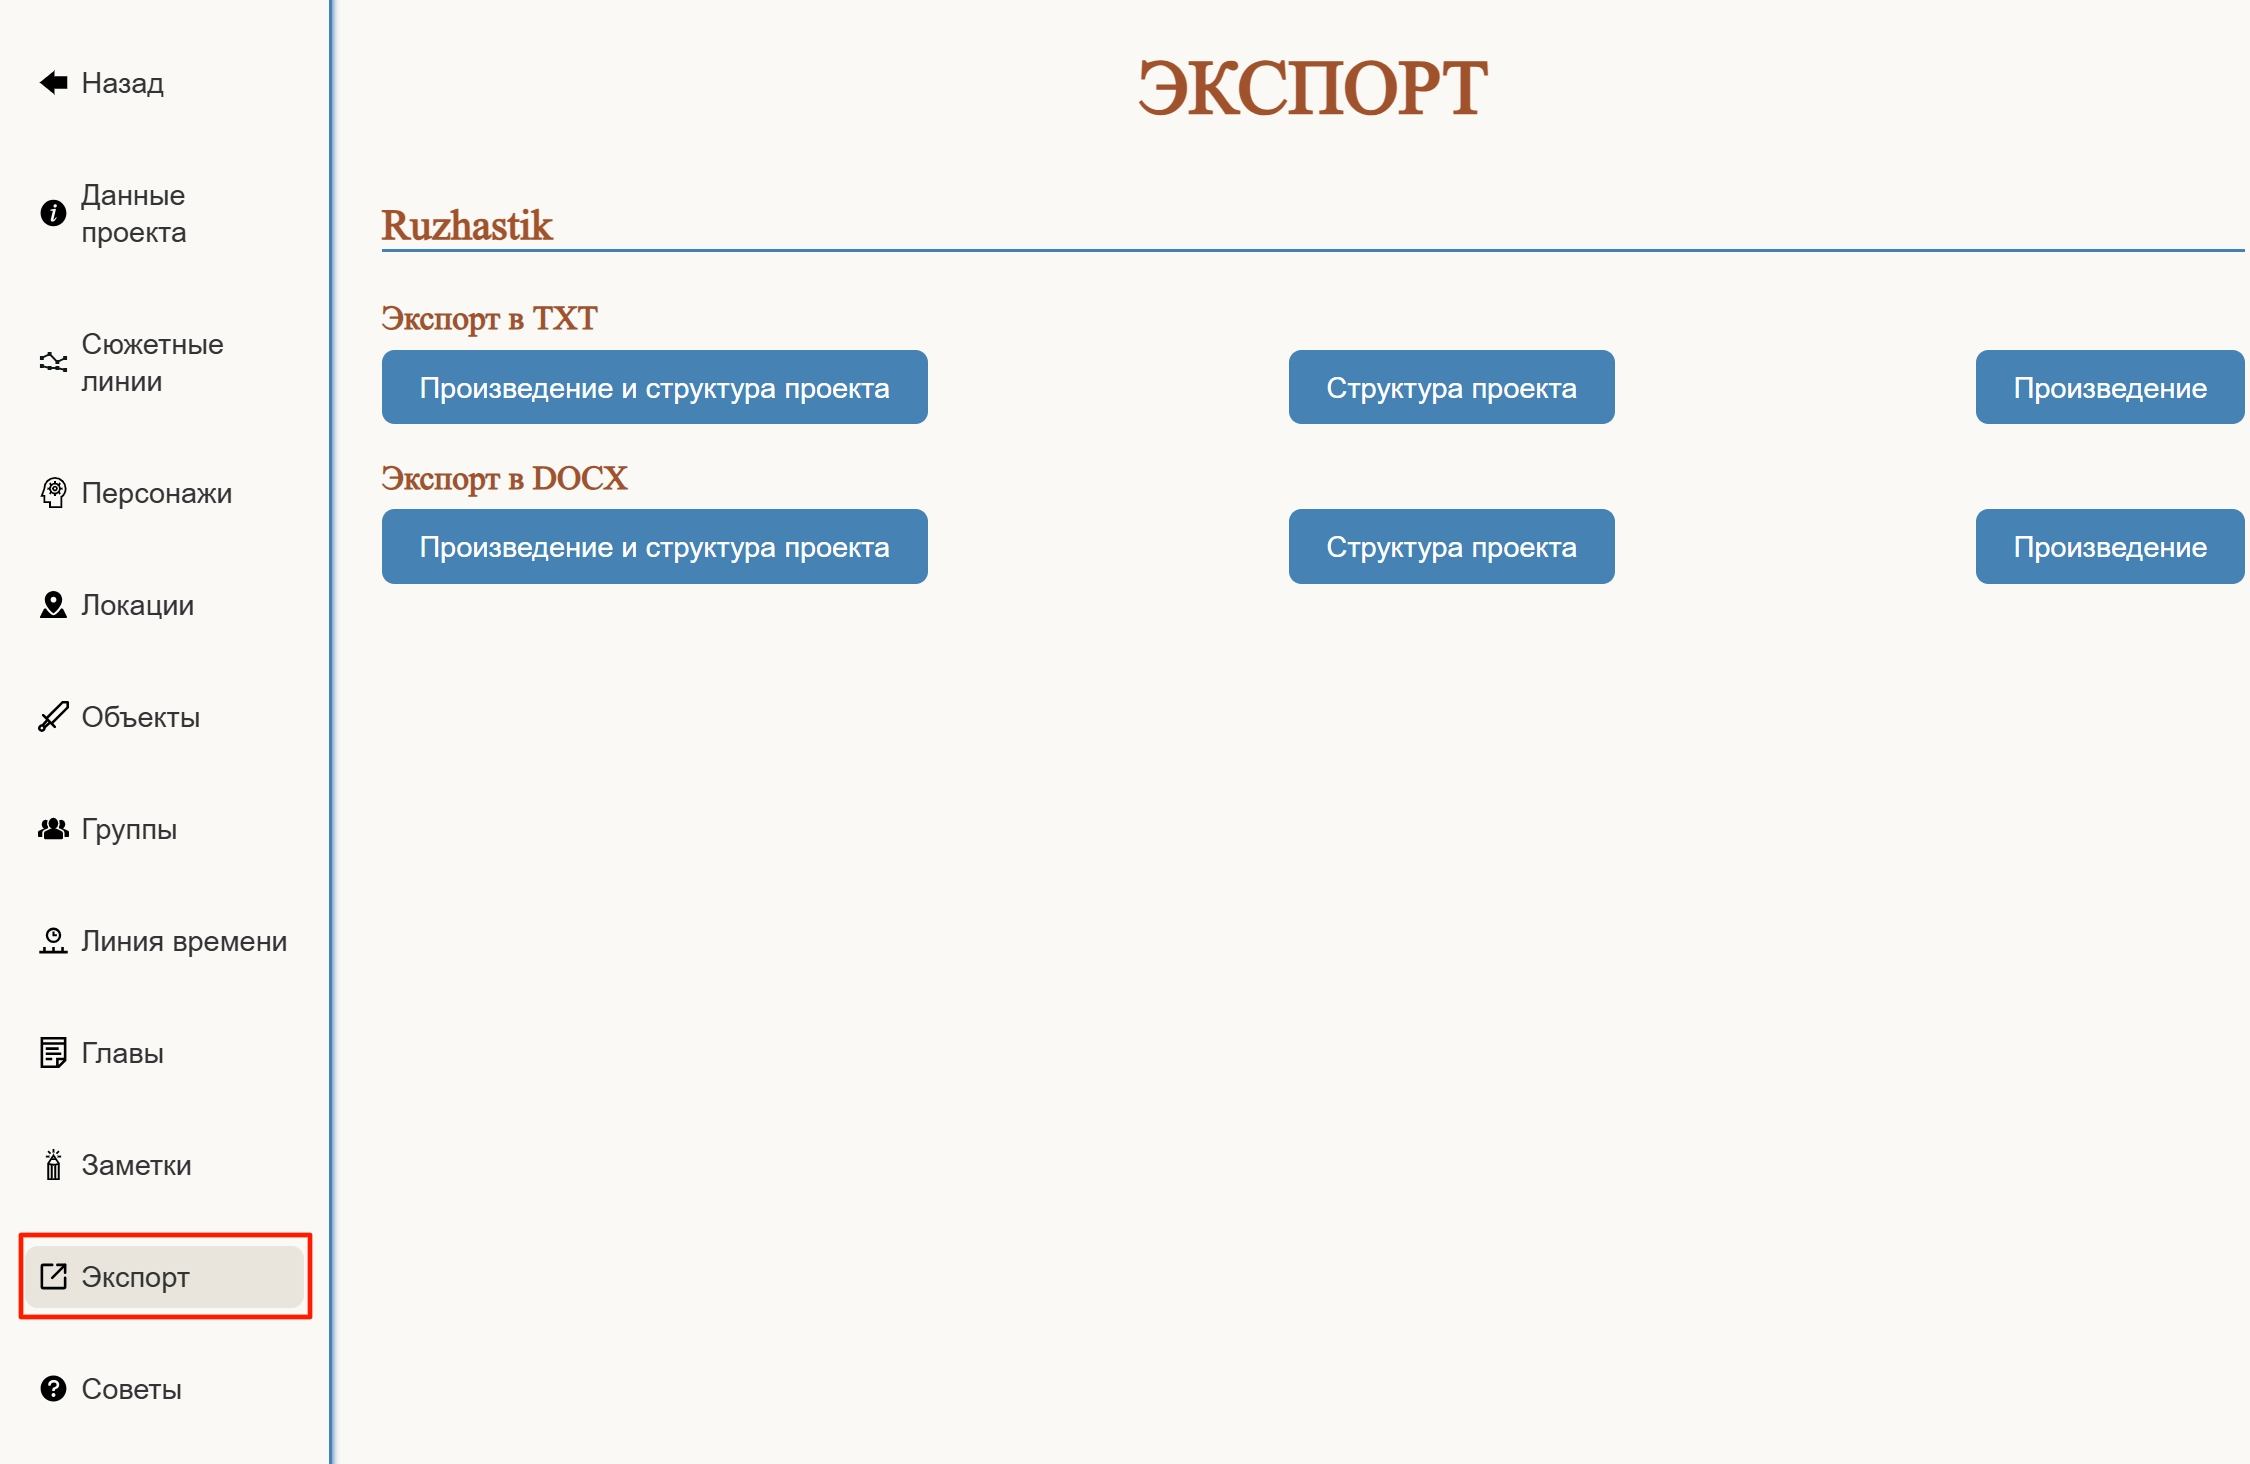 Назад
Данные
проекта
Сюжетные
линии
Персонажи
Локации
Объекты
Группы
Линия времени
Главы
Заметки
Экспорт
Советы
ЭКСПОРТ
Ruzhastik
Экспорт в TXT
Произведение и структура проекта Структура проекта Произведение
Экспорт в DOCX
Произведение и структура проекта Структура проекта Произведение